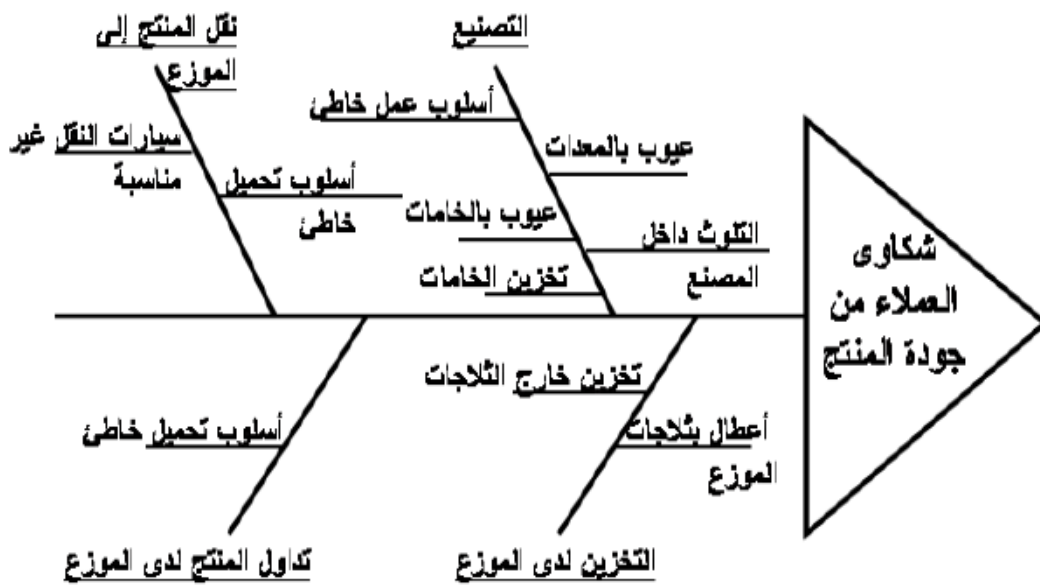 التصنيع
أسلوب عمل خاطئ
عيوب بالمعدات
عيوب بالخامات
التلوث داخل
المصنع
تخزين الخامات
نقل المنتج إلى
الموزع
سيارات النقل غير
مناسبة
أسلوب تحميل
خاطئ
شكاوى
العملاء من
جودة المنتج
تخزين خارج الثلاجات
أعطال بثلاجات
الموزع
التخزين لدى الموزع
أسلوب تحميل خاطئ
تداول المنتج لدى الموزع